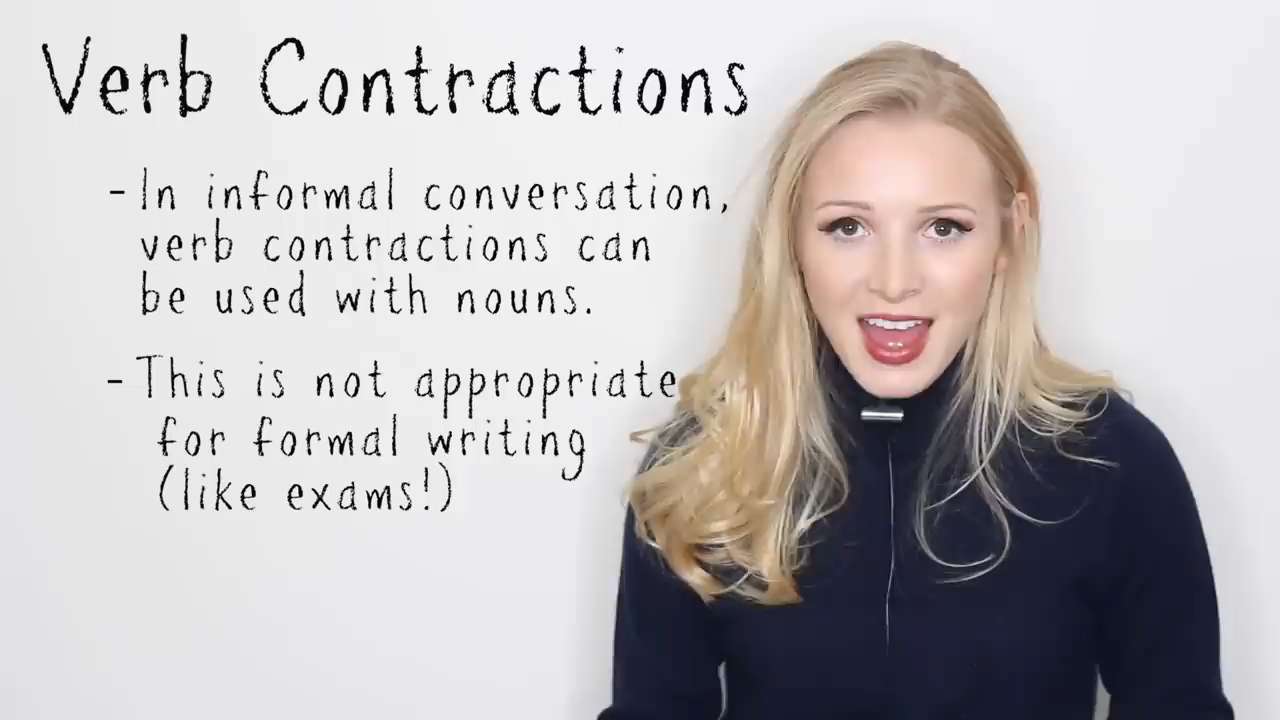 Verb Contractions
-In informal conversation,
verb contractions can
be used with nouns.
-This is not appropriate
for formal writing
(like exams!)